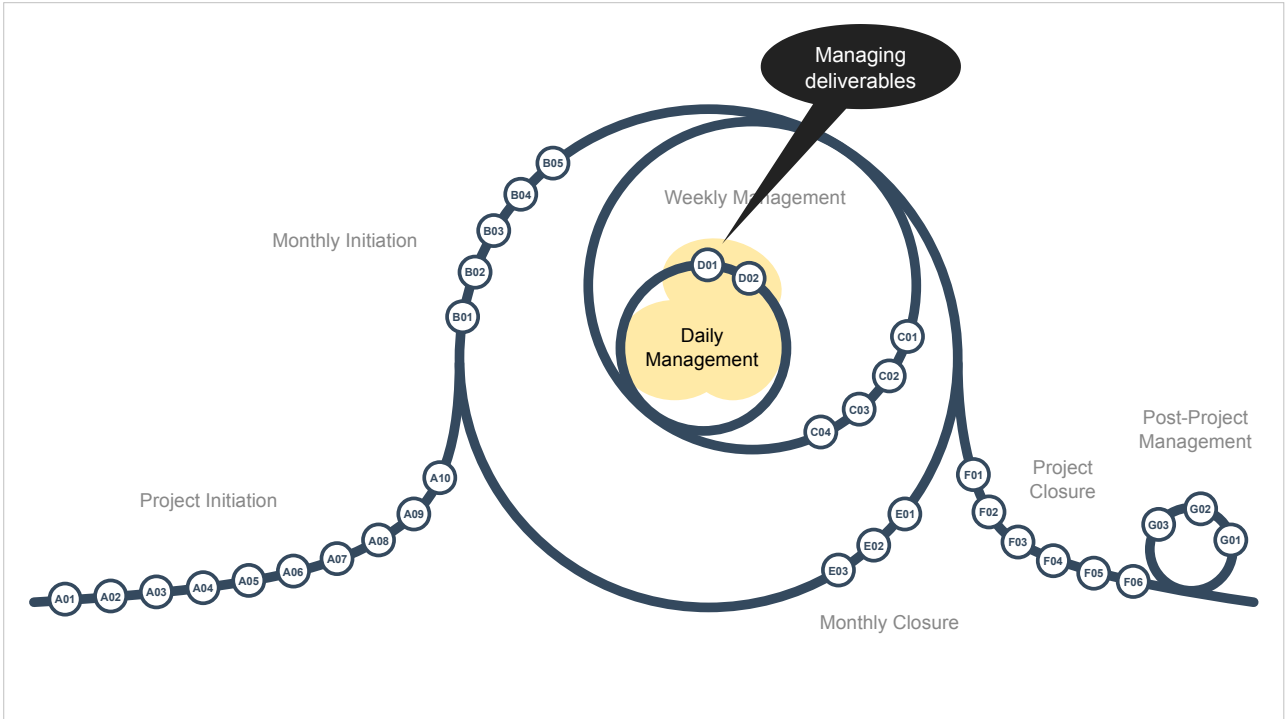 Managing
deliverables
B05
B04
B03
B02
B01
Weekly Management
Monthly Initiation
D01
D02
Daily
Management
C01
C02
C03
C04
Post-Project
Management
Project
Closure
A10
A09
A08
A07
A06
A05
A04
A03
A02
A01
Project Initiation
E01
E02
E03
Monthly Closure
F01
F02
F03
F04
F05
F06
G03
G02
G01